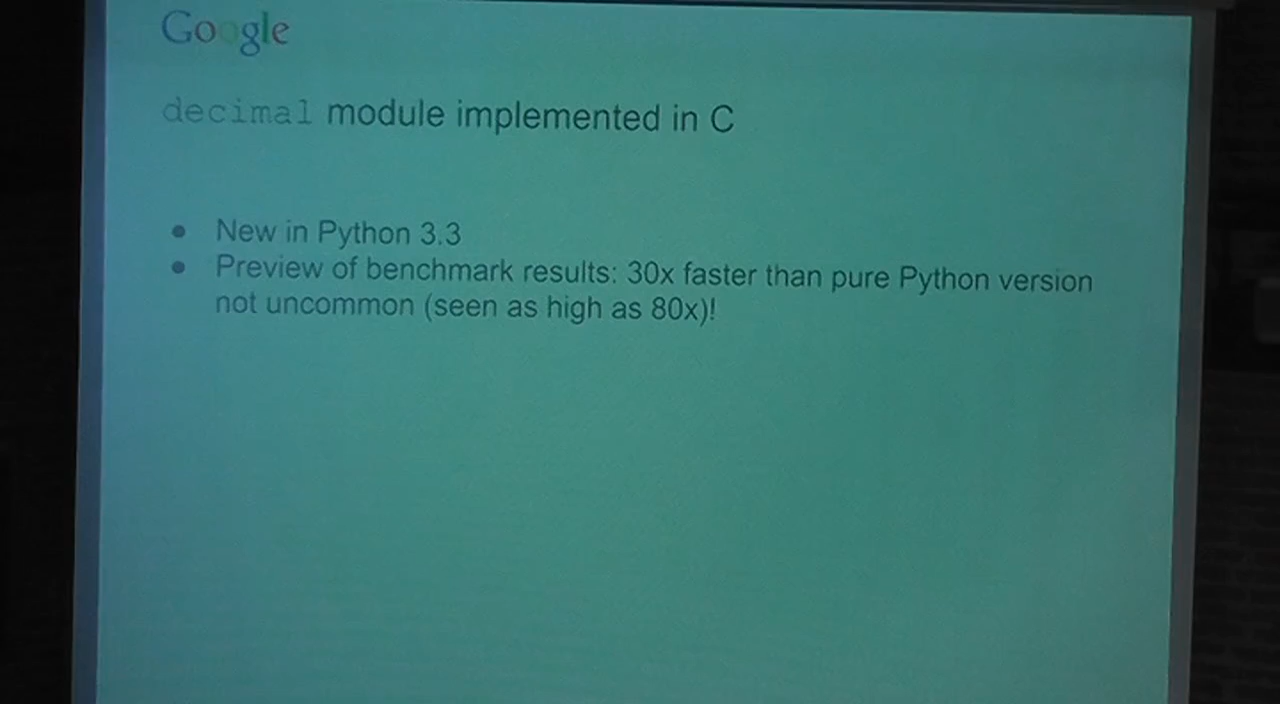 Google
decimal module implemented in C
• New in Python 3.3
• Preview of benchmark results: 30x faster than pure Python version
not uncommon (seen as high as 80x)!